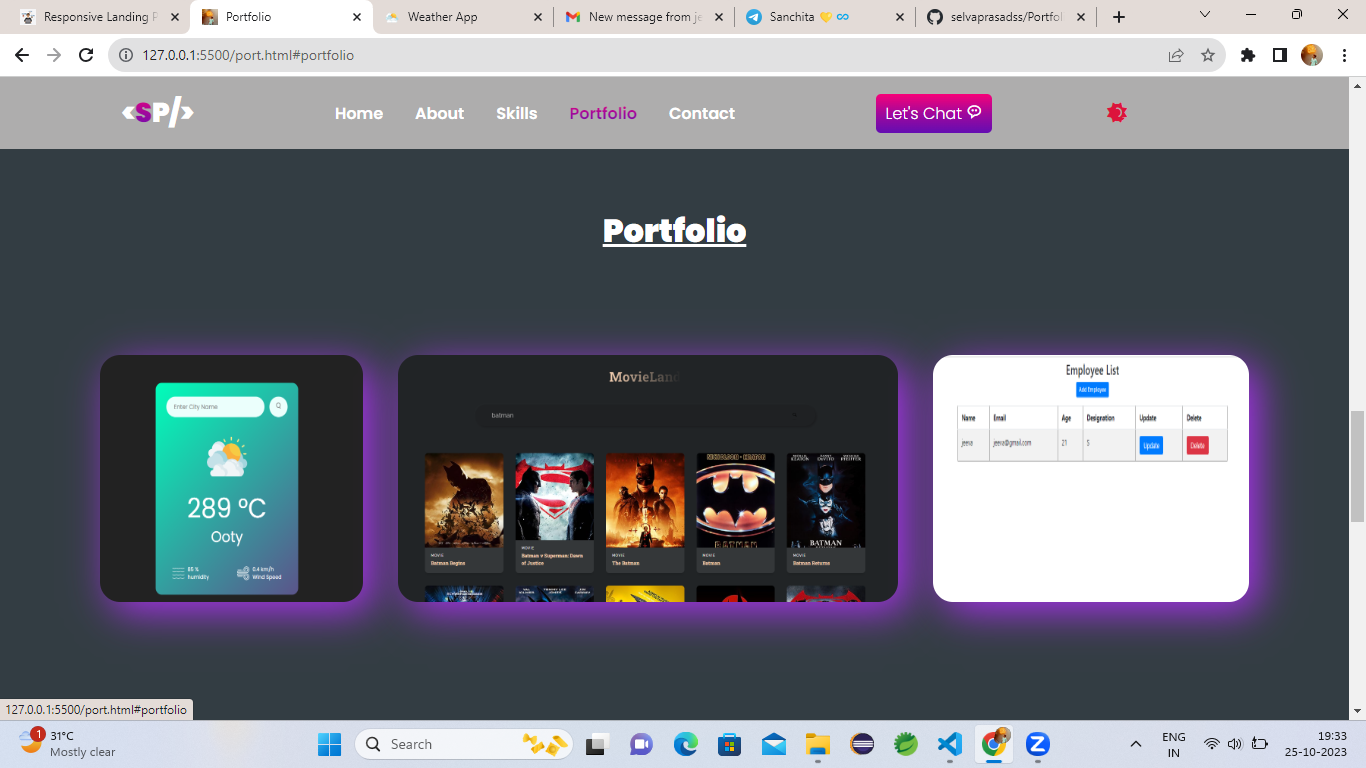 Responsive Landing P
Portfolio
Weather App
New message from je
Sanchita
selvaprasadss/Portfol
127.0.0.1:5500/port.html#portfolio
<SP/>
Home
About
Skills
Portfolio
Contact
Let's Chat
Portfolio
Enter City Name
289 °C
Ooty
85 %
humidity
0.4 km/h
Wind Speed
MovieLand
batman
MOVIE
Batman Begins
MOVIE
Batman v Superman: Dawn
of Justice
MOVIE
The Batman
MOVIE
Batman
MOVIE
Batman Returns
BATMAN
Employee List
Add Employee
Name Email Age Designation Update Delete
jeeva jeeva@gmail.com 21 S Update Delete
127.0.0.1:5500/port.html#portfolio
1
31°C
Mostly clear
Search
ENG
IN
19:33
25-10-2023